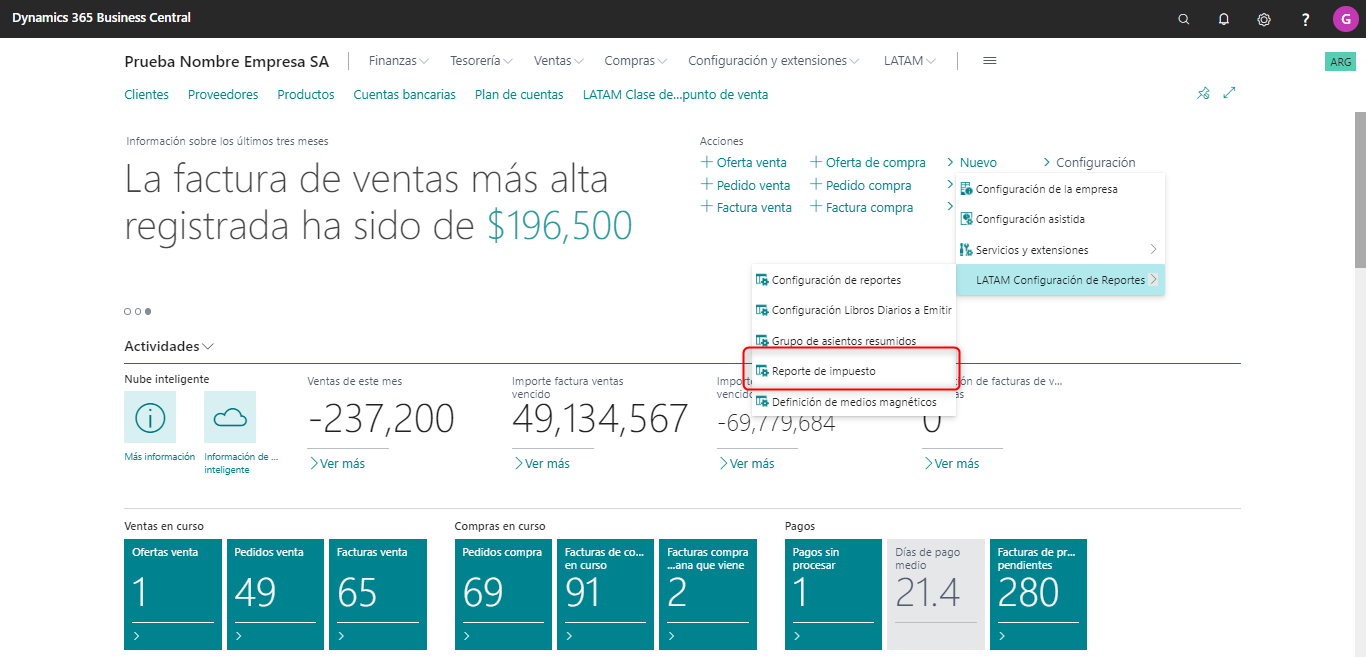 Dynamics 365 Business Central
?
G
Prueba Nombre Empresa SA
Finanzas
Tesorería
Ventas
Compras
Configuración y extensiones
LATAM
ARG
Clientes
Proveedores
Productos
Cuentas bancarias
Plan de cuentas
LATAM Clase de...punto de venta
Información sobre los últimos tres meses
La factura de ventas más alta
registrada ha sido de $196,500
Acciones
+ Oferta venta
+ Oferta de compra
> Nuevo
> Configuración
+ Pedido venta
+ Pedido compra
+ Factura venta
+ Factura compra
Configuración de la empresa
Configuración asistida
Servicios y extensiones
LATAM Configuración de Reportes
Configuración de reportes
Configuración Libros Diarios a Emitir
Grupo de asientos resumidos
Reporte de impuesto
Definición de medios magnéticos
Actividades
Nube inteligente
Más información
Información de ...
inteligente
Ventas de este mes
-237,200
>Ver más
Importe factura ventas
vencido
49,134,567
>Ver más
-69,779,684
>Ver más
de facturas de v...
0
>Ver más
Ventas en curso
Ofertas venta
1
Pedidos venta
49
Facturas venta
65
Compras en curso
Pedidos compra
69
Facturas de co...
en curso
91
Facturas compra
...ana que viene
2
Pagos
Pagos sin
procesar
1
Días de pago
medio
21.4
Facturas de pr...
pendientes
280